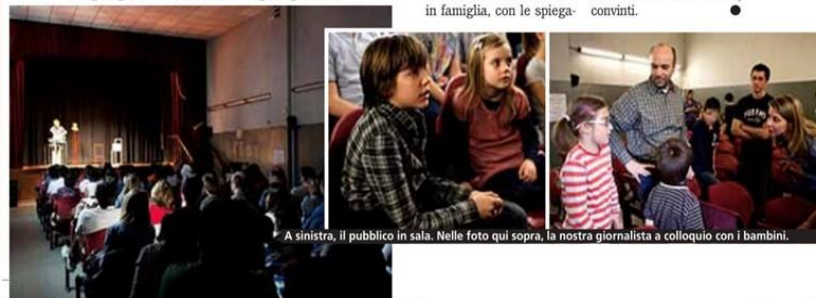 in famiglia, con le spiega-
convinti.
A sinistra, il pubblico in sala. Nelle foto qui sopra, la nostra giornalista a colloquio con i bambini.